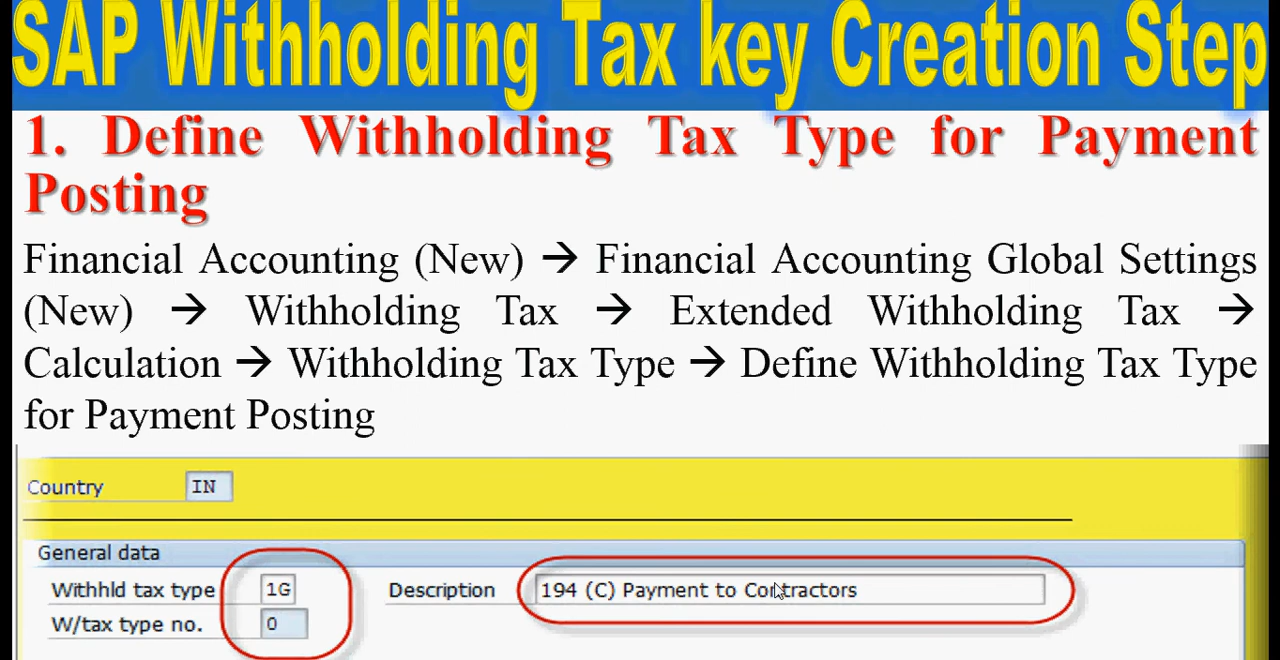 SAP Withholding Tax key Creation Step
1. Define Withholding Tax Type for Payment
Posting
Financial Accounting (New) → Financial Accounting Global Settings
(New) → Withholding Tax → Extended Withholding Tax →
Calculation → Withholding Tax Type → Define Withholding Tax Type
for Payment Posting
Country IN
General data
Withhld tax type 1G Description 194 (C) Payment to Contractors
W/tax type no. 0